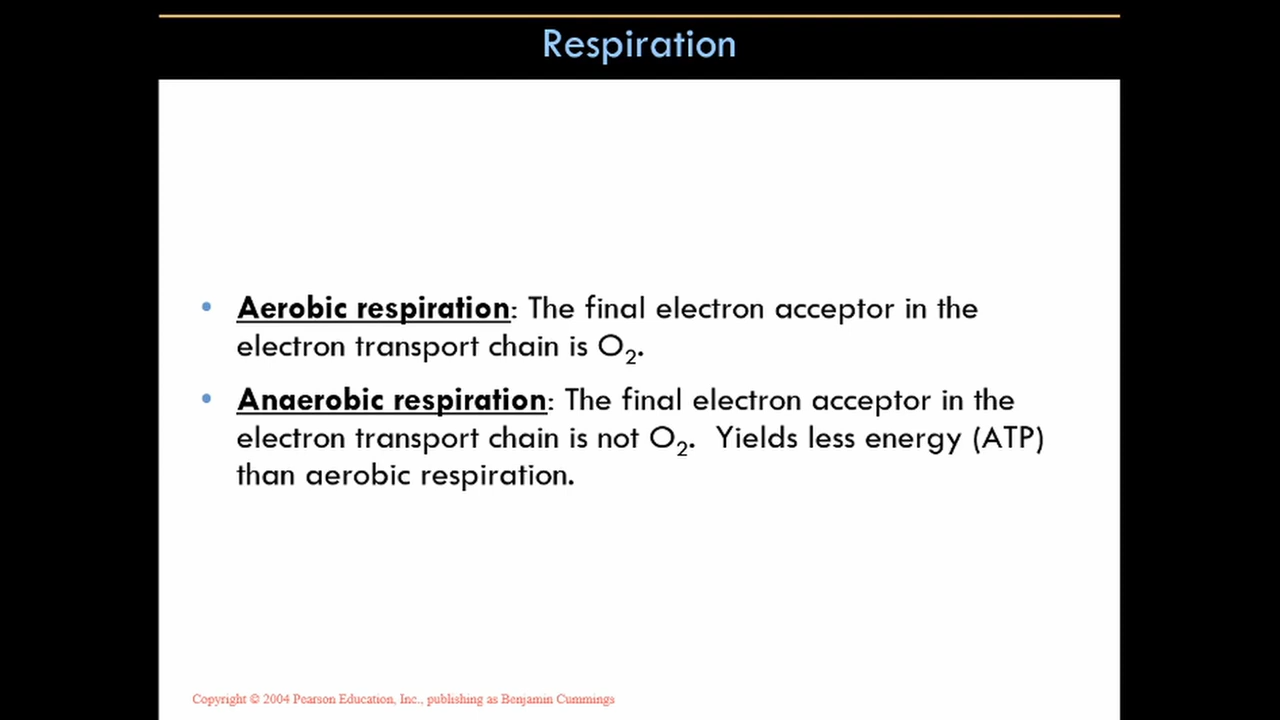 Respiration
• Aerobic respiration: The final electron acceptor in the
electron transport chain is O₂.
• Anaerobic respiration: The final electron acceptor in the
electron transport chain is not O₂.  Yields less energy (ATP)
than aerobic respiration.
Copyright © 2004 Pearson Education, Inc., publishing as Benjamin Cummings